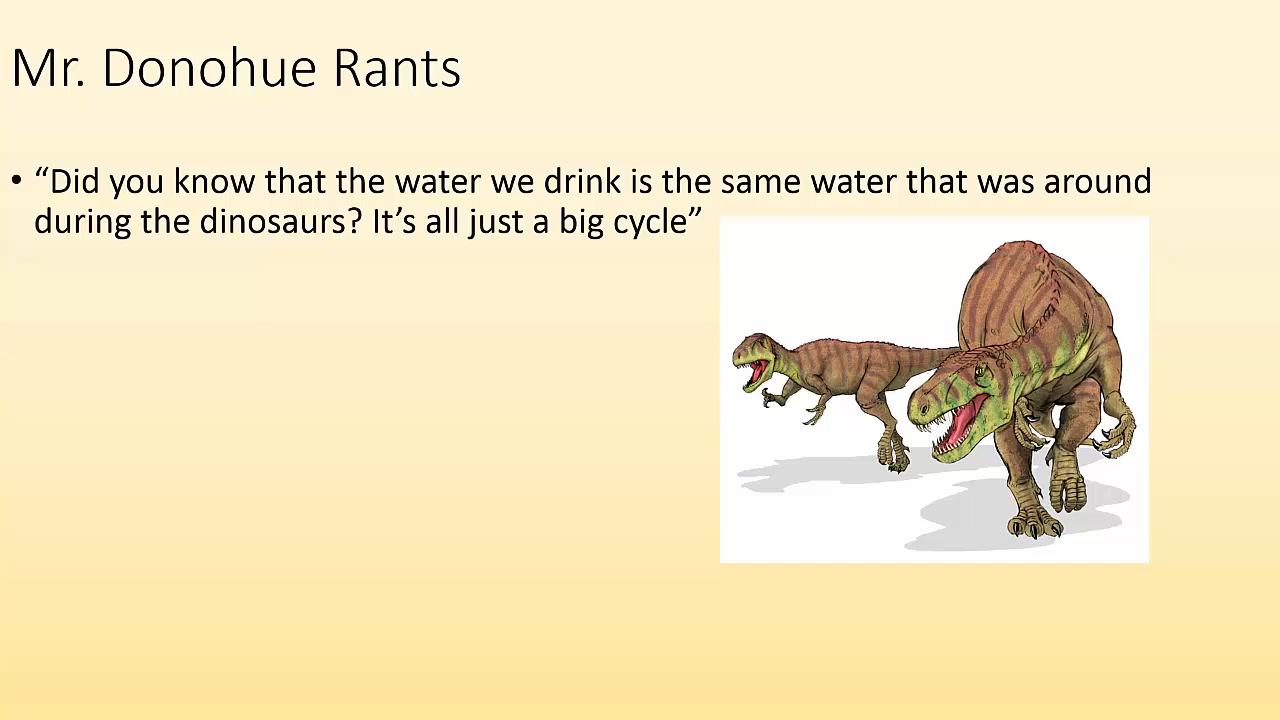 Mr. Donohue Rants
• “Did you know that the water we drink is the same water that was around
during the dinosaurs? It’s all just a big cycle”